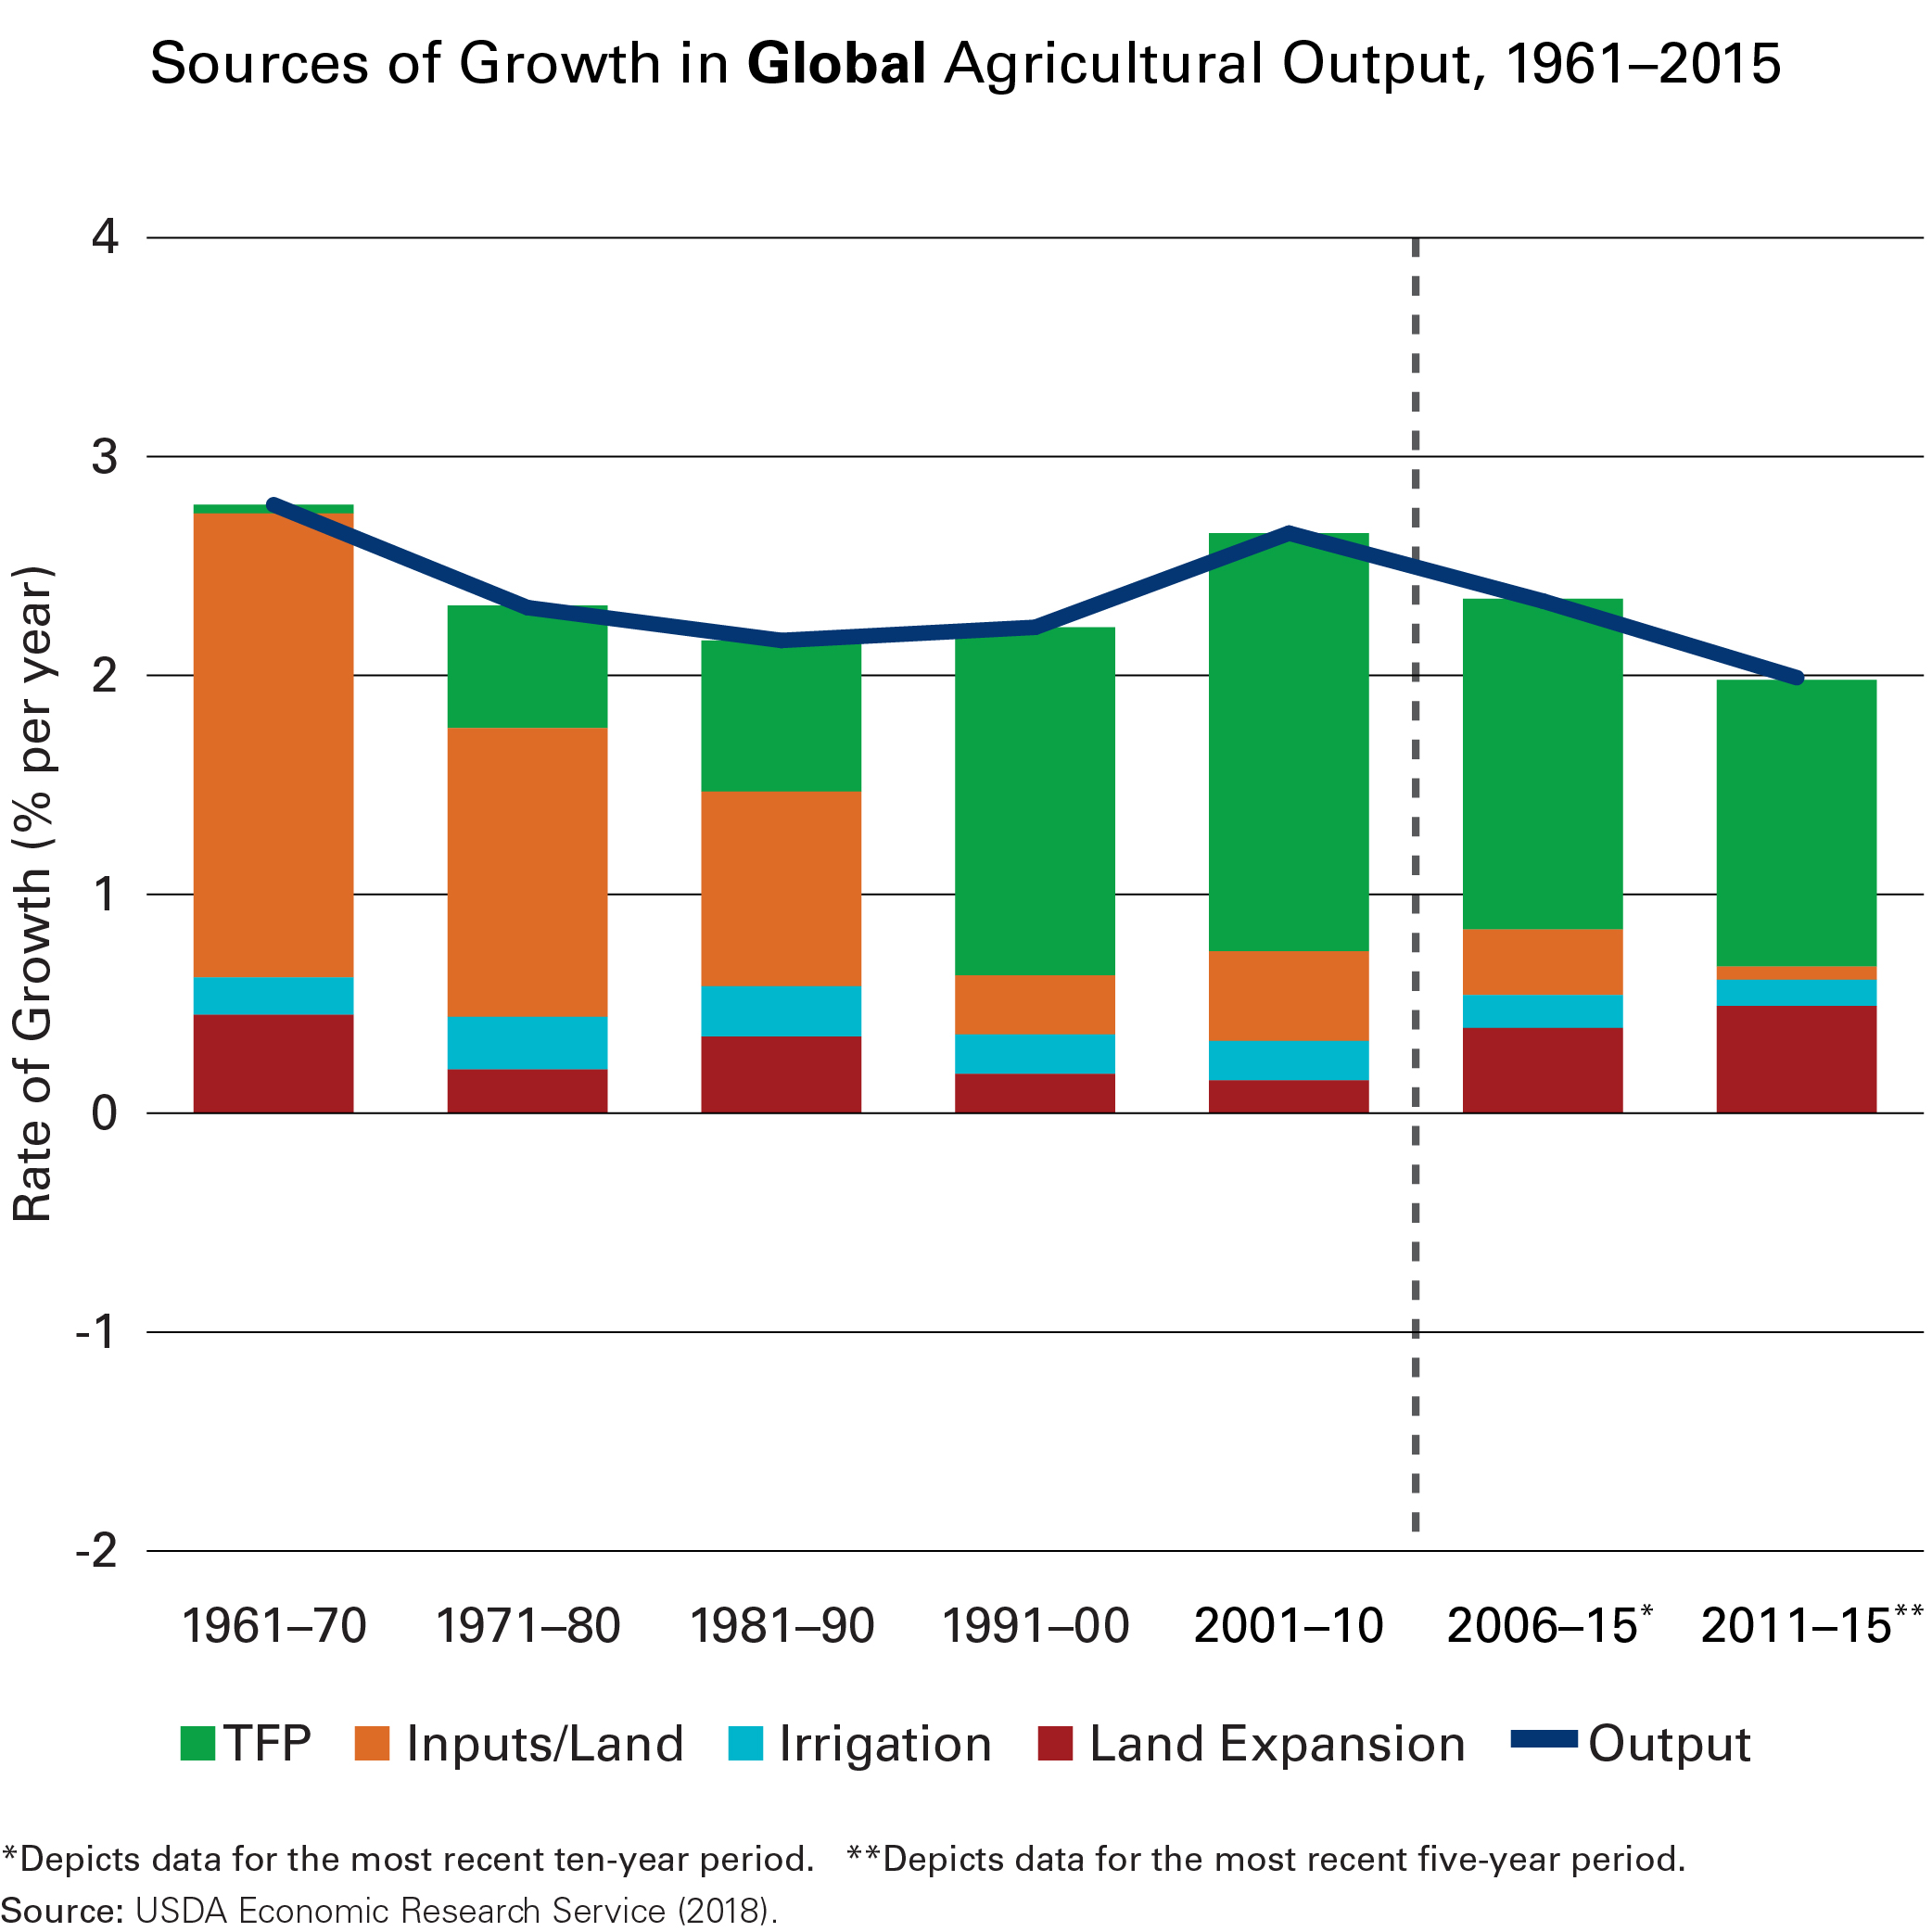 Sources of Growth in Global Agricultural Output, 1961–2015
Rate of Growth (% per year)
4
3
2
1
0
-1
-2
1961–70 1971–80 1981–90 1991–00 2001–10 2006–15* 2011–15**
TFP Inputs/Land Irrigation Land Expansion Output
*Depicts data for the most recent ten-year period. **Depicts data for the most recent five-year period.
Source: USDA Economic Research Service (2018).